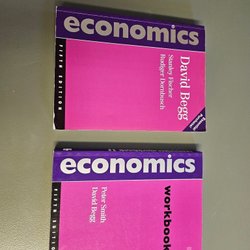 economics
David Begg
Stanley Fischer
Rudiger Dornbusch
FIFTH EDITION
economics
workbook
Peter Smith
David Begg
FIFTH EDITION